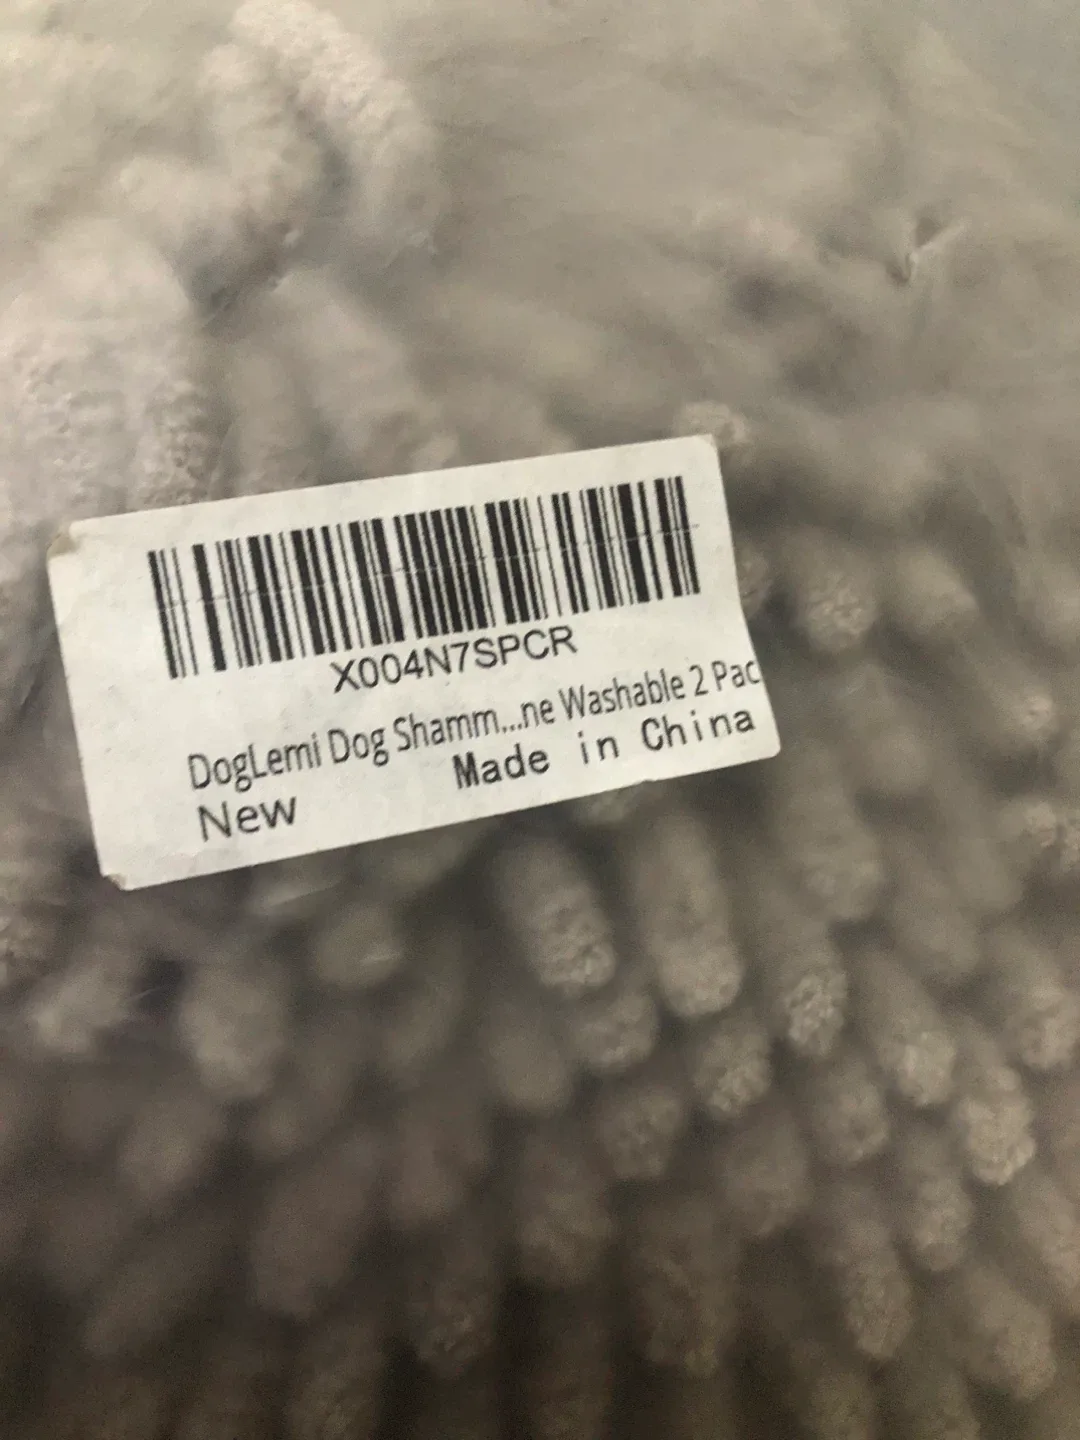 X004N7SPCR
DogLemi Dog Shamm...ne Washable 2 Pac
New Made in China